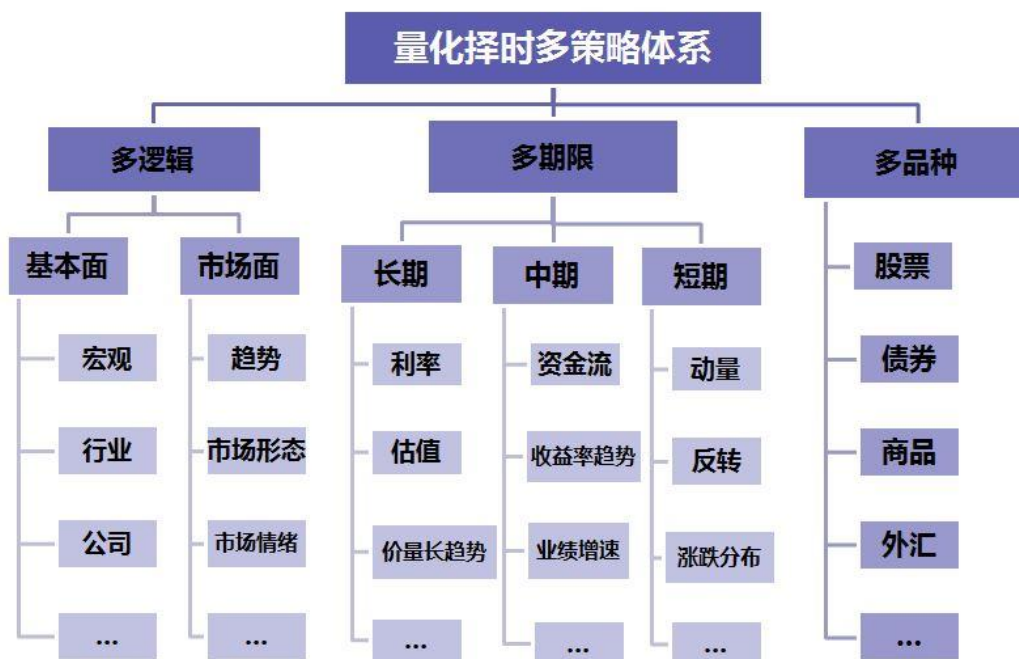 量化择时多策略体系
多逻辑
多期限
多品种
基本面
市场面
长期
中期
短期
股票
宏观
趋势
利率
资金流
动量
债券
行业
市场形态
估值
收益率趋势
反转
商品
公司
市场情绪
价量长趋势
业绩增速
涨跌分布
外汇
...
...
...
...
...
...